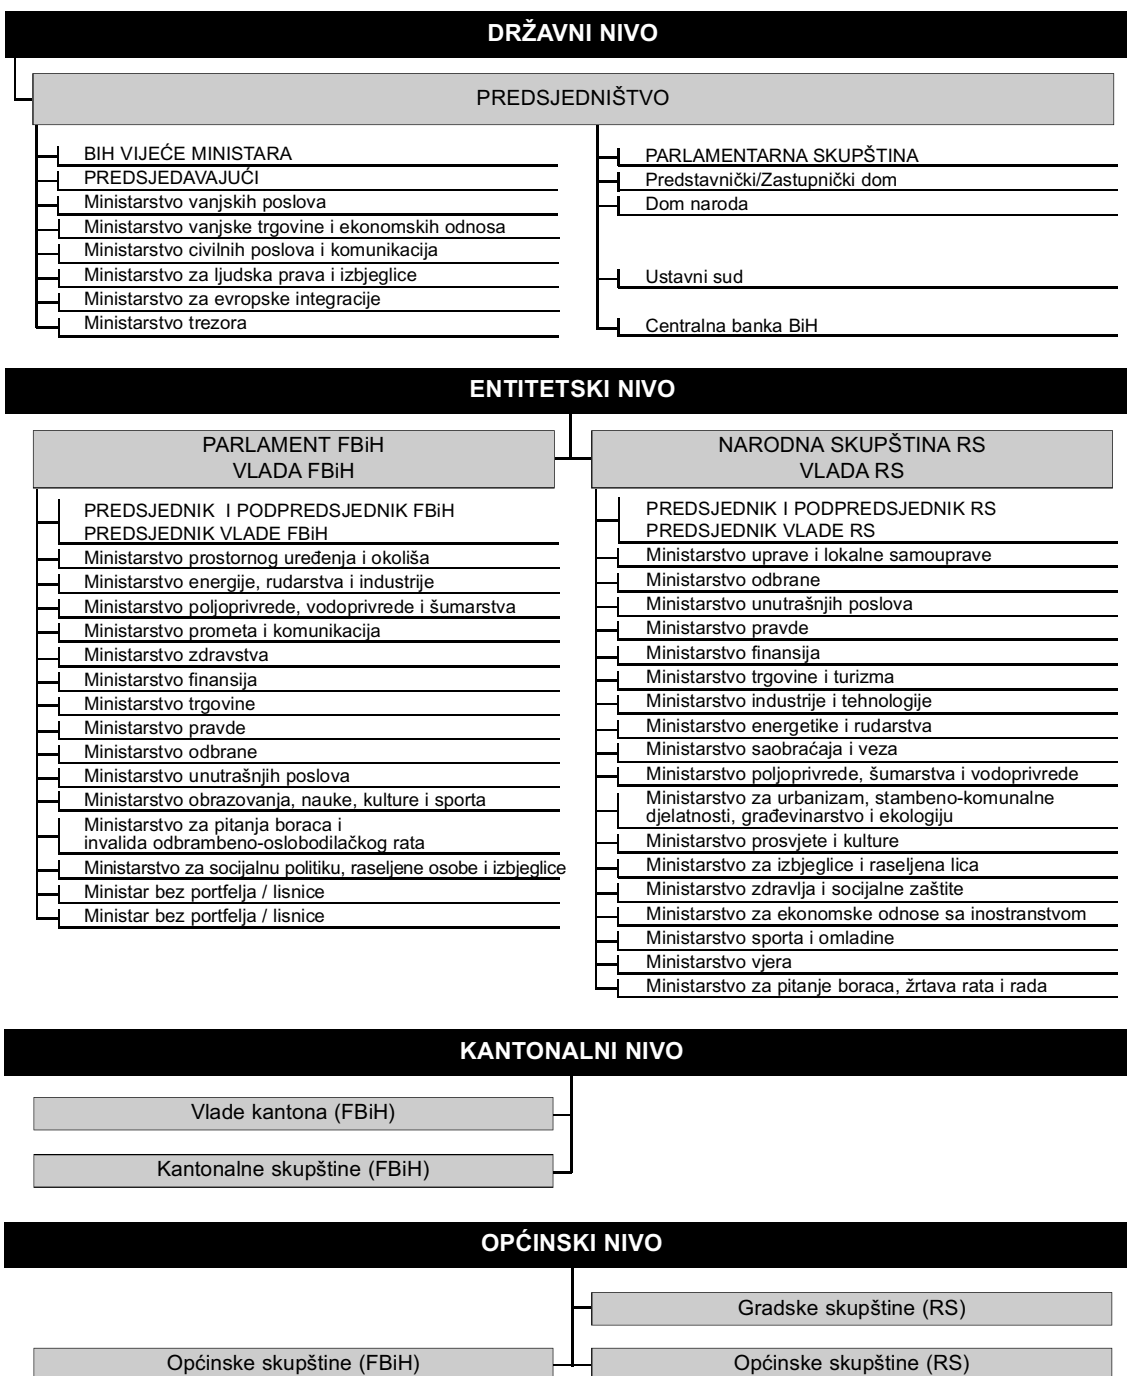 DRŽAVNI NIVO
PREDSJEDNIŠTVO
BIH VIJEĆE MINISTARA
PREDSJEDAVAJUĆI
Ministarstvo vanjskih poslova
Ministarstvo vanjske trgovine i ekonomskih odnosa
Ministarstvo civilnih poslova i komunikacija
Ministarstvo za ljudska prava i izbjeglice
Ministarstvo za evropske integracije
Ministarstvo trezora
PARLAMENTARNA SKUPŠTINA
Predstavnički/Zastupnički dom
Dom naroda
Ustavni sud
Centralna banka BiH
ENTITETSKI NIVO
PARLAMENT FBiH
VLADA FBiH
PREDSJEDNIK I PODPREDSJEDNIK FBiH
PREDSJEDNIK VLADE FBiH
Ministarstvo prostornog uređenja i okoliša
Ministarstvo energije, rudarstva i industrije
Ministarstvo poljoprivrede, vodoprivrede i šumarstva
Ministarstvo prometa i komunikacija
Ministarstvo zdravstva
Ministarstvo finansija
Ministarstvo trgovine
Ministarstvo pravde
Ministarstvo odbrane
Ministarstvo unutrašnjih poslova
Ministarstvo obrazovanja, nauke, kulture i sporta
Ministarstvo za pitanja boraca i
invalida odbrambeno-oslobodilačkog rata
Ministarstvo za socijalnu politiku, raseljene osobe i izbjeglice
Ministar bez portfelja / lisnice
Ministar bez portfelja / lisnice
NARODNA SKUPŠTINA RS
VLADA RS
PREDSJEDNIK I PODPREDSJEDNIK RS
PREDSJEDNIK VLADE RS
Ministarstvo uprave i lokalne samouprave
Ministarstvo odbrane
Ministarstvo unutrašnjih poslova
Ministarstvo pravde
Ministarstvo finansija
Ministarstvo trgovine i turizma
Ministarstvo industrije i tehnologije
Ministarstvo energetike i rudarstva
Ministarstvo saobraćaja i veza
Ministarstvo poljoprivrede, šumarstva i vodoprivrede
Ministarstvo za urbanizam, stambeno-komunalne
djelatnosti, građevinarstvo i ekologiju
Ministarstvo prosvjete i kulture
Ministarstvo za izbjeglice i raseljena lica
Ministarstvo zdravlja i socijalne zaštite
Ministarstvo za ekonomske odnose sa inostranstvom
Ministarstvo sporta i omladine
Ministarstvo vjera
Ministarstvo za pitanje boraca, žrtava rata i rada
KANTONALNI NIVO
Vlade kantona (FBiH)
Kantonalne skupštine (FBiH)
OPĆINSKI NIVO
Gradske skupštine (RS)
Općinske skupštine (FBiH)
Općinske skupštine (RS)